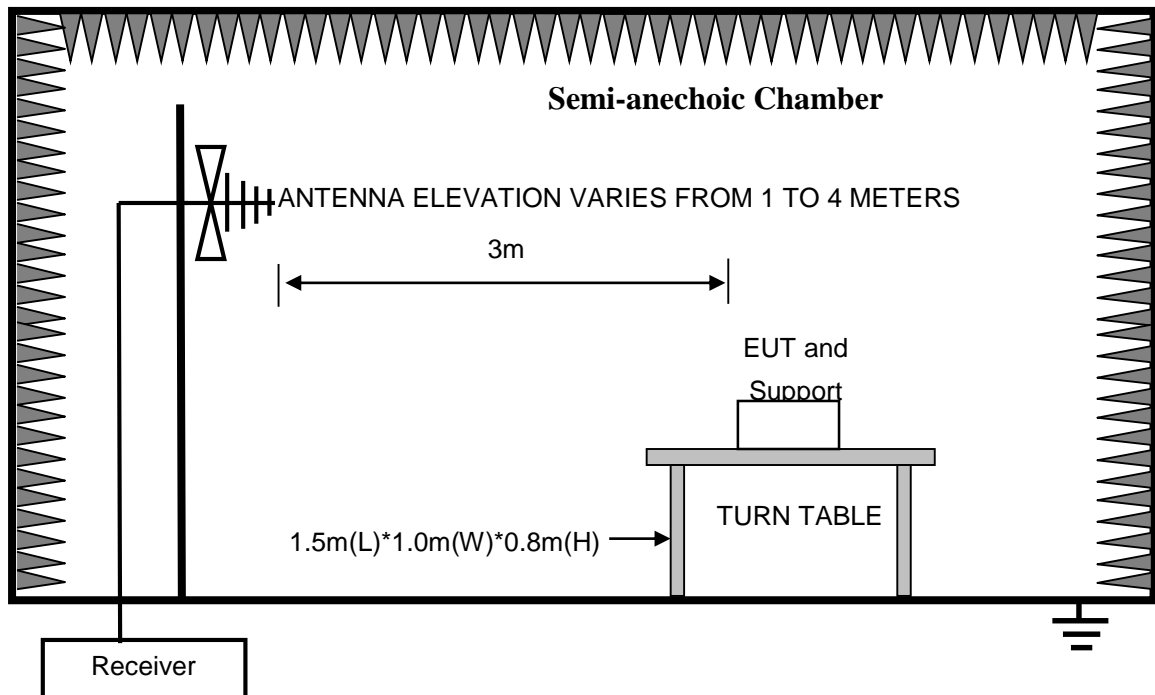 Semi-anechoic Chamber
ANTENNA ELEVATION VARIES FROM 1 TO 4 METERS
3m
EUT and
Support
TURN TABLE
1.5m(L)*1.0m(W)*0.8m(H)
Receiver